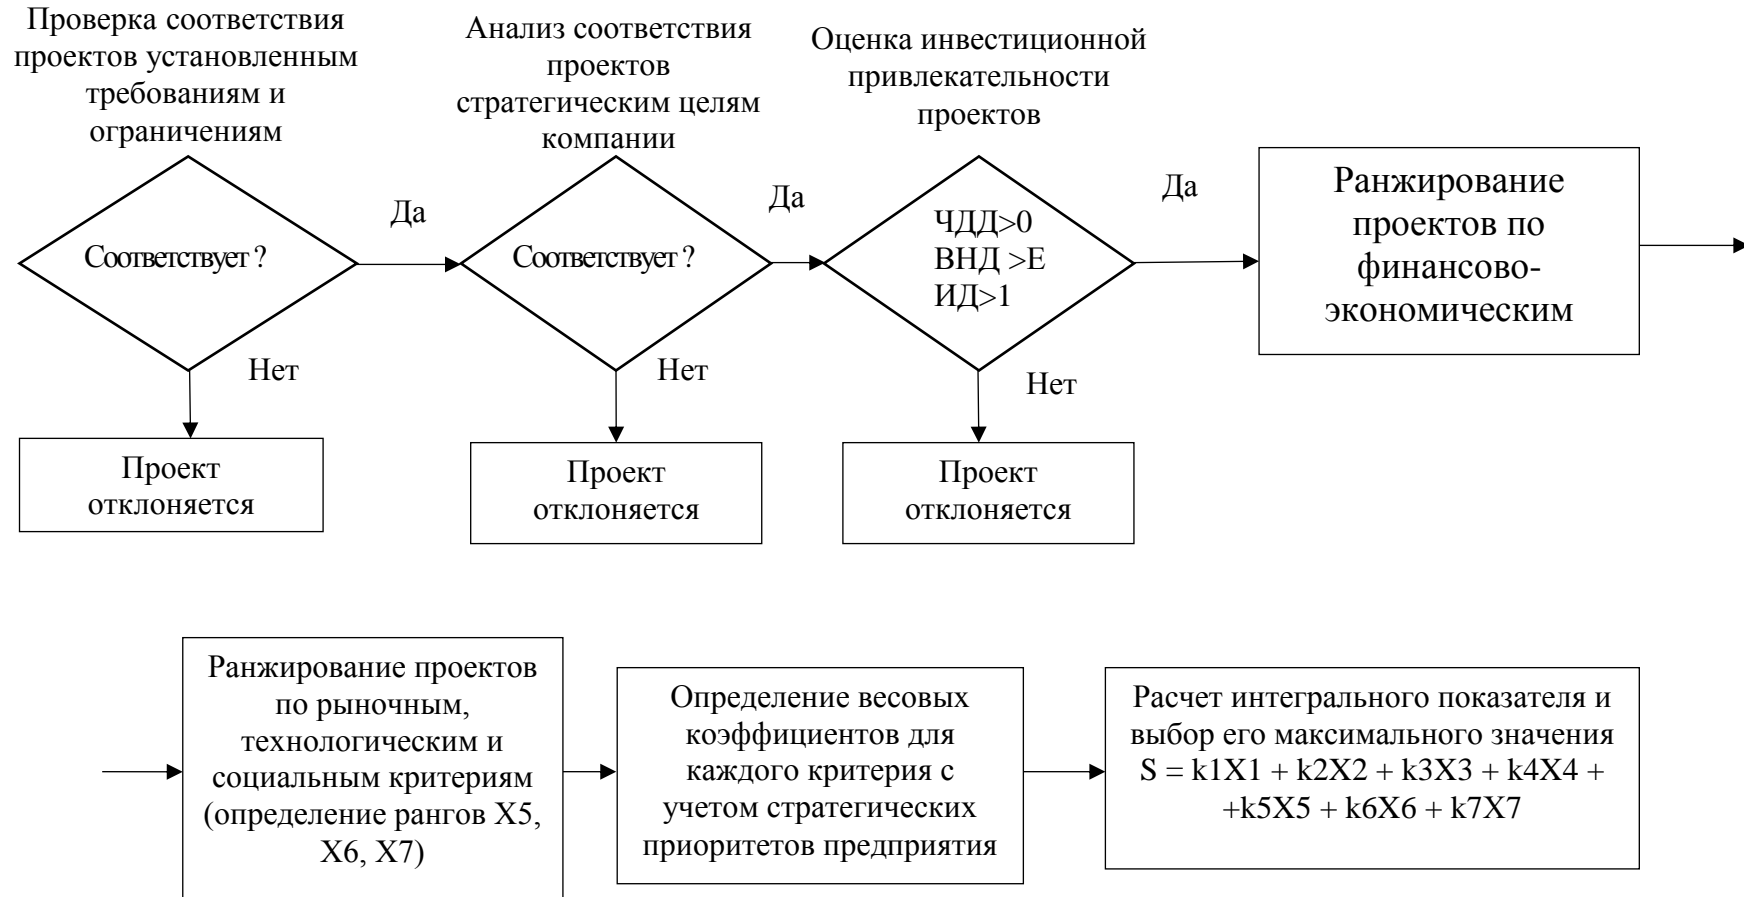 Проверка соответствия
проектов установленным
требованиям и
ограничениям
Анализ соответствия
проектов
стратегическим целям
компании
Оценка инвестиционной
привлекательности
проектов
Соответствует ?
Да
Соответствует ?
Да
ЧДД>0
ВНД >Е
ИД>1
Да
Ранжирование
проектов по
финансово-
экономическим
Нет
Нет
Нет
Проект
отклоняется
Проект
отклоняется
Проект
отклоняется
Ранжирование проектов
по рыночным,
технологическим и
социальным критериям
(определение рангов X5,
X6, X7)
Определение весовых
коэффициентов для
каждого критерия с
учетом стратегических
приоритетов предприятия
Расчет интегрального показателя и
выбор его максимального значения
S = k1X1 + k2X2 + k3X3 + k4X4 +
+k5X5 + k6X6 + k7X7